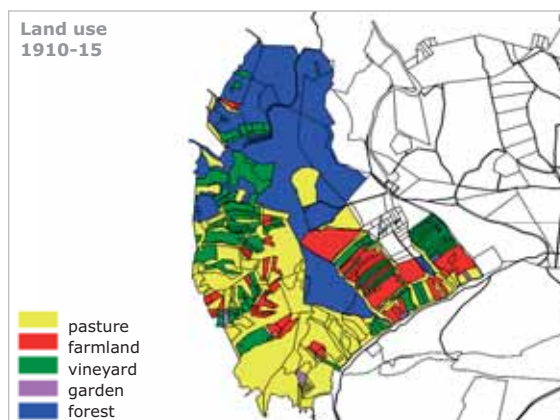 Land use
1910-15
pasture
farmland
vineyard
garden
forest